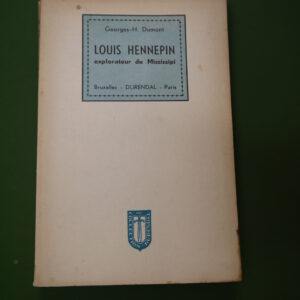 Georges-H. Dumont
LOUIS HENNEPIN
explorateur du Mississipi
Bruxelles - DURENDAL - Paris